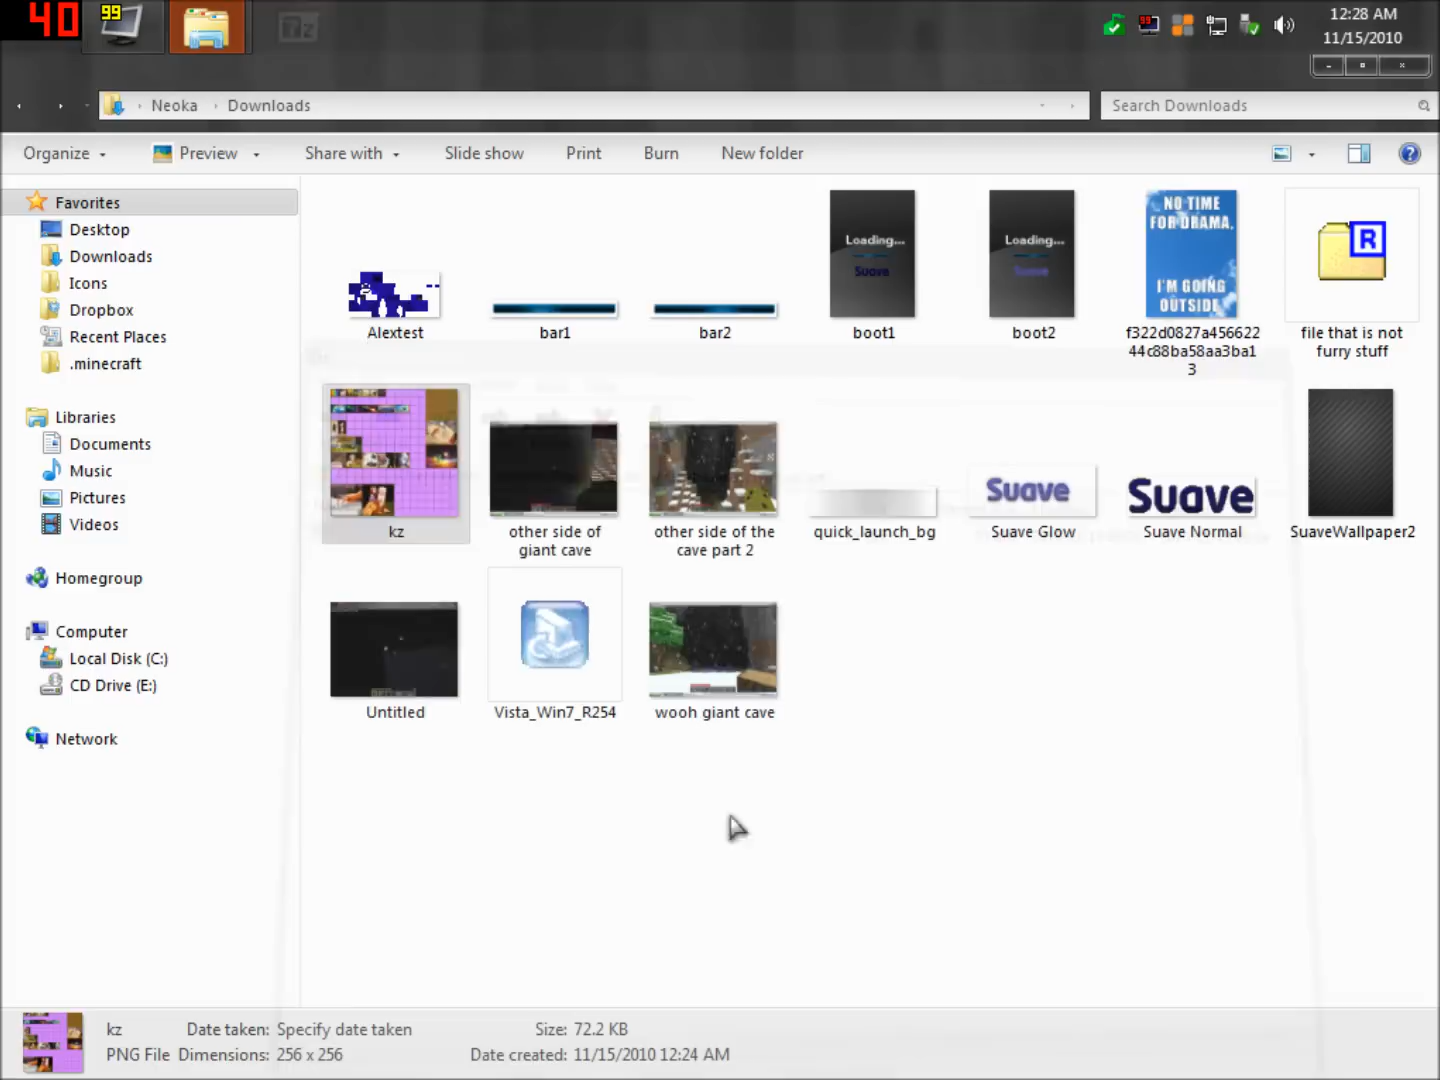 40
99
Tz
99
12:28 AM
11/15/2010
Neoka
Downloads
Search Downloads
Organize
Preview
Share with
Slide show
Print
Burn
New folder
Favorites
Desktop
Downloads
Icons
Dropbox
Recent Places
.minecraft
Libraries
Documents
Music
Pictures
Videos
Homegroup
Computer
Local Disk (C:)
CD Drive (E:)
Network
Loading...
Suave
Loading...
Suave
NO TIME
FOR DRAMA,
I'M GOING
OUTSIDE.
R
Alextest
bar1
bar2
boot1
boot2
f322d0827a456622
44c88ba58aa3ba1
3
file that is not
furry stuff
Suave
Suave
kz
other side of
giant cave
other side of the
cave part 2
quick_launch_bg
Suave Glow
Suave Normal
SuaveWallpaper2
Untitled
Vista_Win7_R254
wooh giant cave
kz
Date taken: Specify date taken
Size: 72.2 KB
PNG File
Dimensions: 256 x 256
Date created: 11/15/2010 12:24 AM